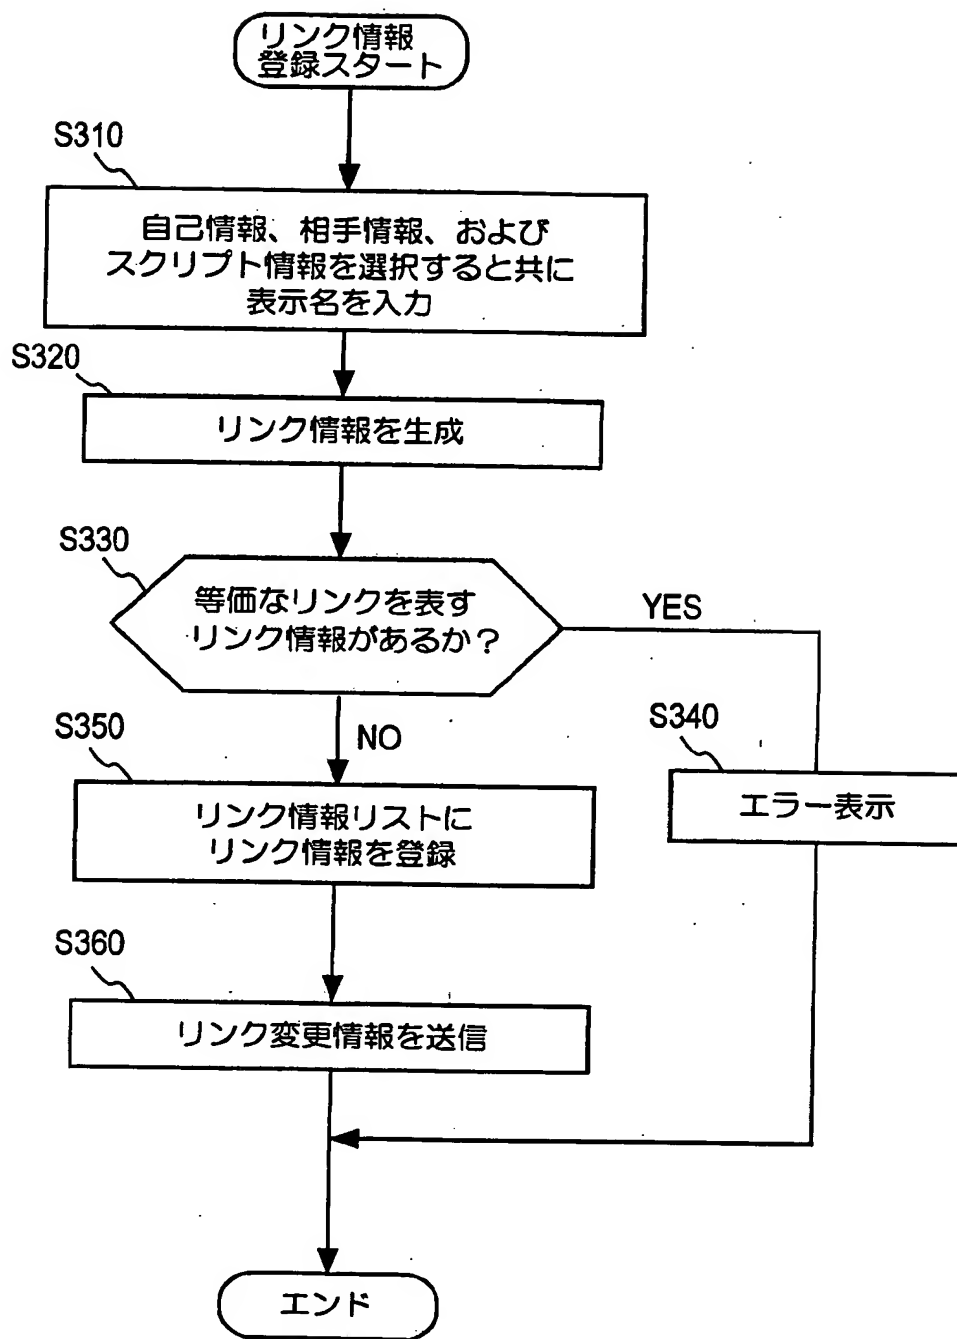 リンク情報
登録スタート
S310
自己情報、相手情報、および
スクリプト情報を選択すると共に
表示名を入力
S320
リンク情報を生成
S330
等価なリンクを表す
リンク情報があるか？
YES
NO
S340
エラー表示
S350
リンク情報リストに
リンク情報を登録
S360
リンク変更情報を送信
エンド